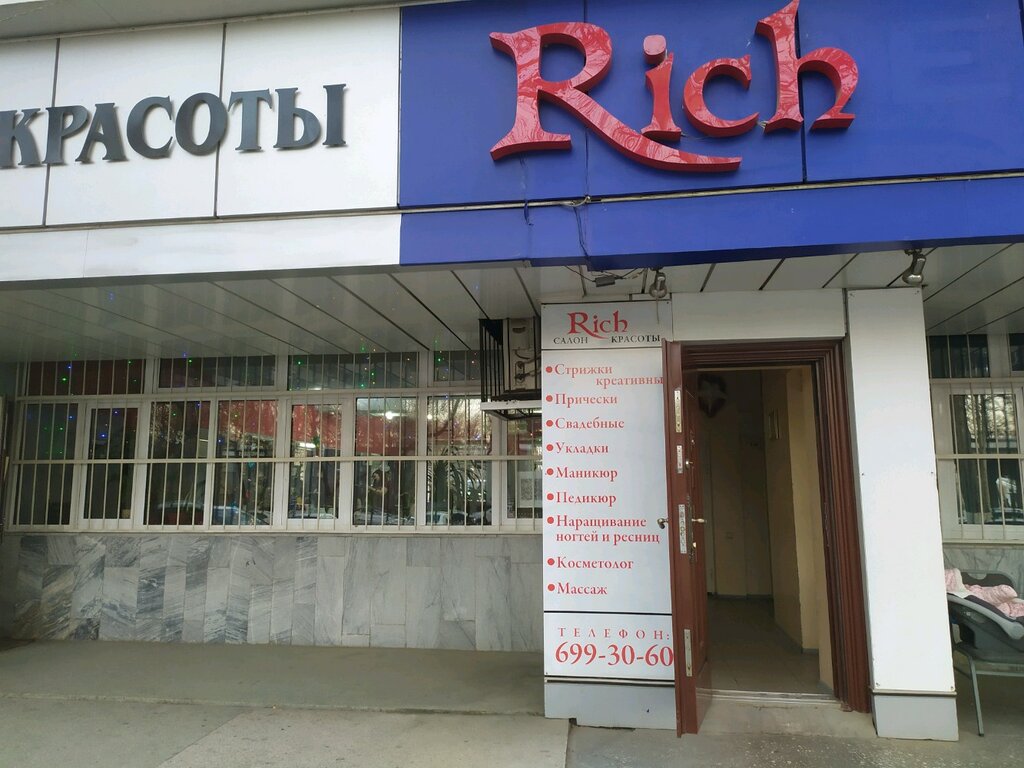 КРАСОТЫ
Rich
Rich
САЛОН КРАСОТЫ
Стрижки
креативны
Прически
Свадебные
Укладки
Маникюр
Педикюр
Наращивание
ногтей и ресниц
Косметолог
Массаж
ТЕЛЕФОН:
699-30-60